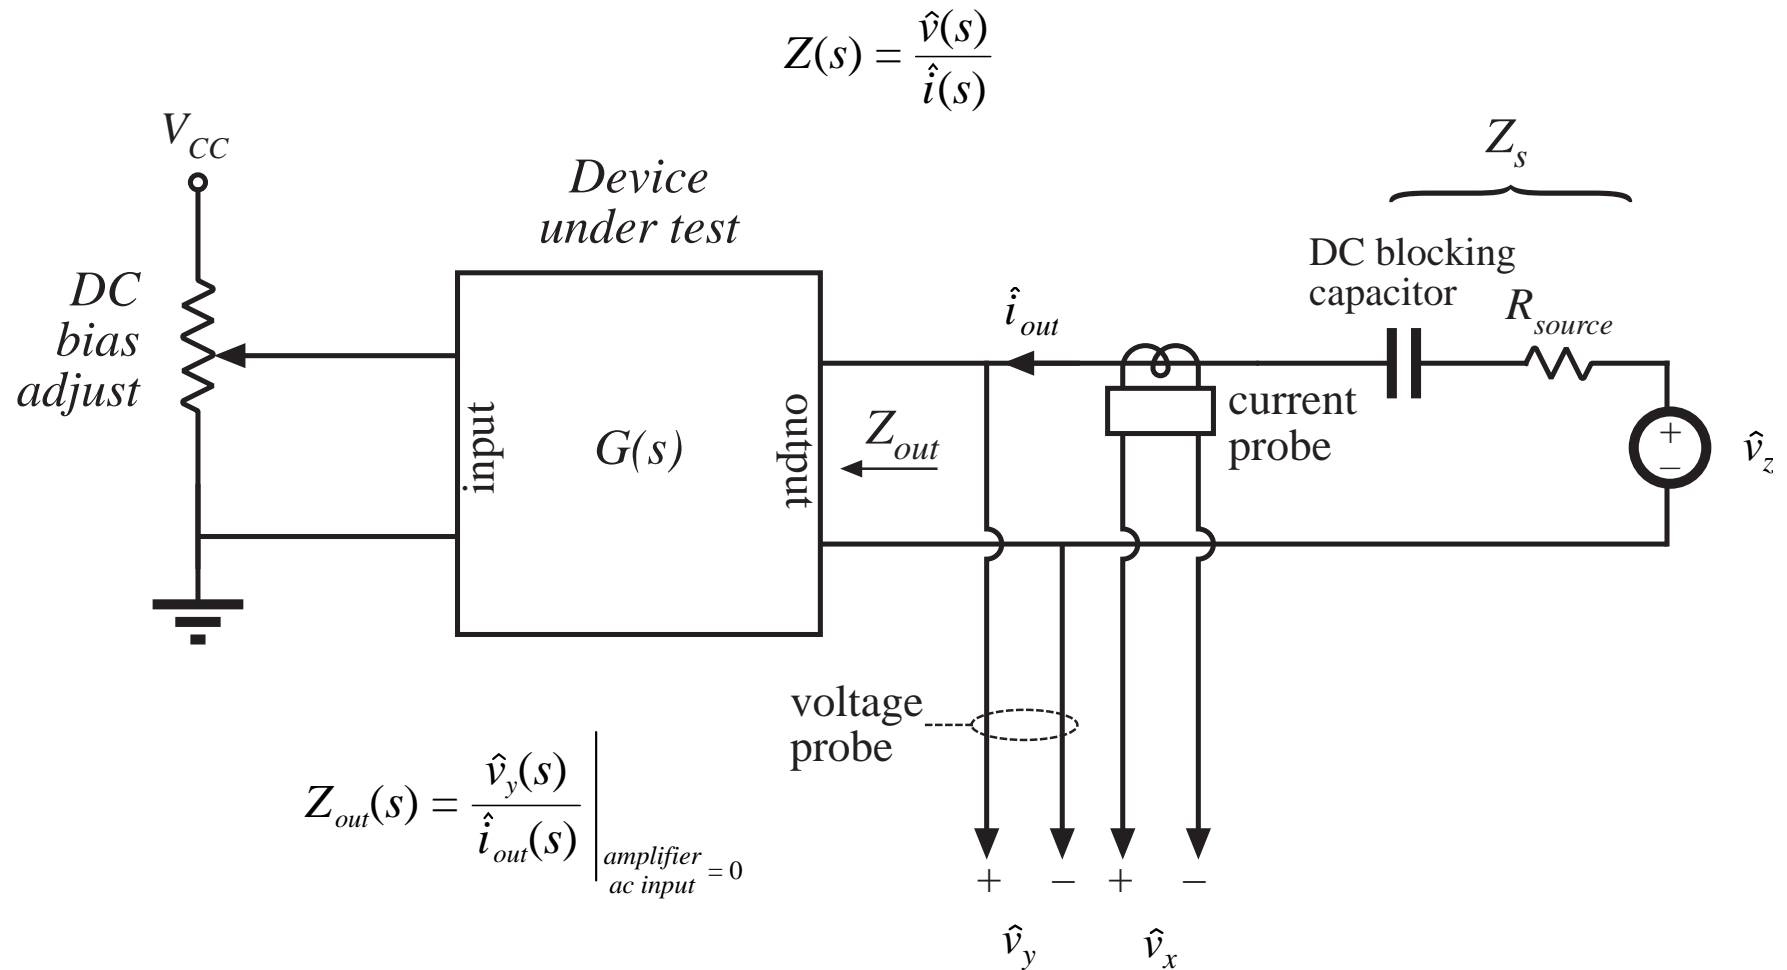 Z(s) = v̂(s) / î(s)
V_CC
Z_s
Device
under test
DC blocking
capacitor
R_source
DC
bias
adjust
î_out
input
G(s)
output
Z_out
current
probe
+
−
v̂_z
voltage
probe
Z_out(s) = v̂_y(s) / î_out(s) | amplifier
ac input = 0
+ − + −
v̂_y v̂_x